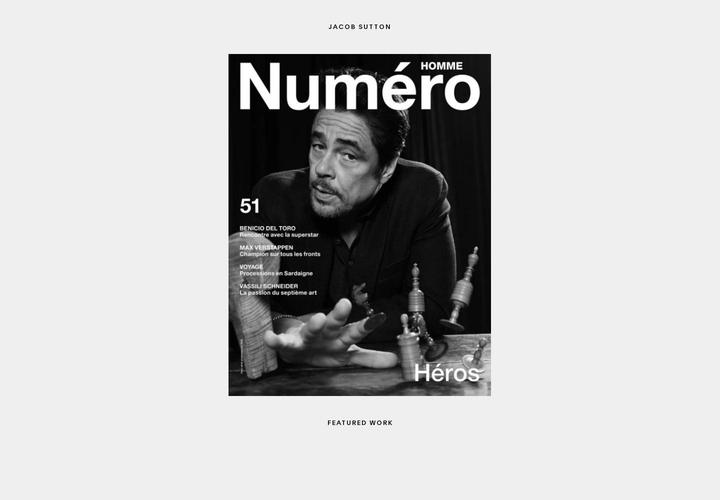 JACOB SUTTON
HOMME
Numéro
51
BENICIO DEL TORO
Rencontre avec la superstar
MAX VERSTAPPEN
Champion sur tous les fronts
VOYAGE
Processions en Sardaigne
VASSILI SCHNEIDER
La passion du septième art
Héros
FEATURED WORK